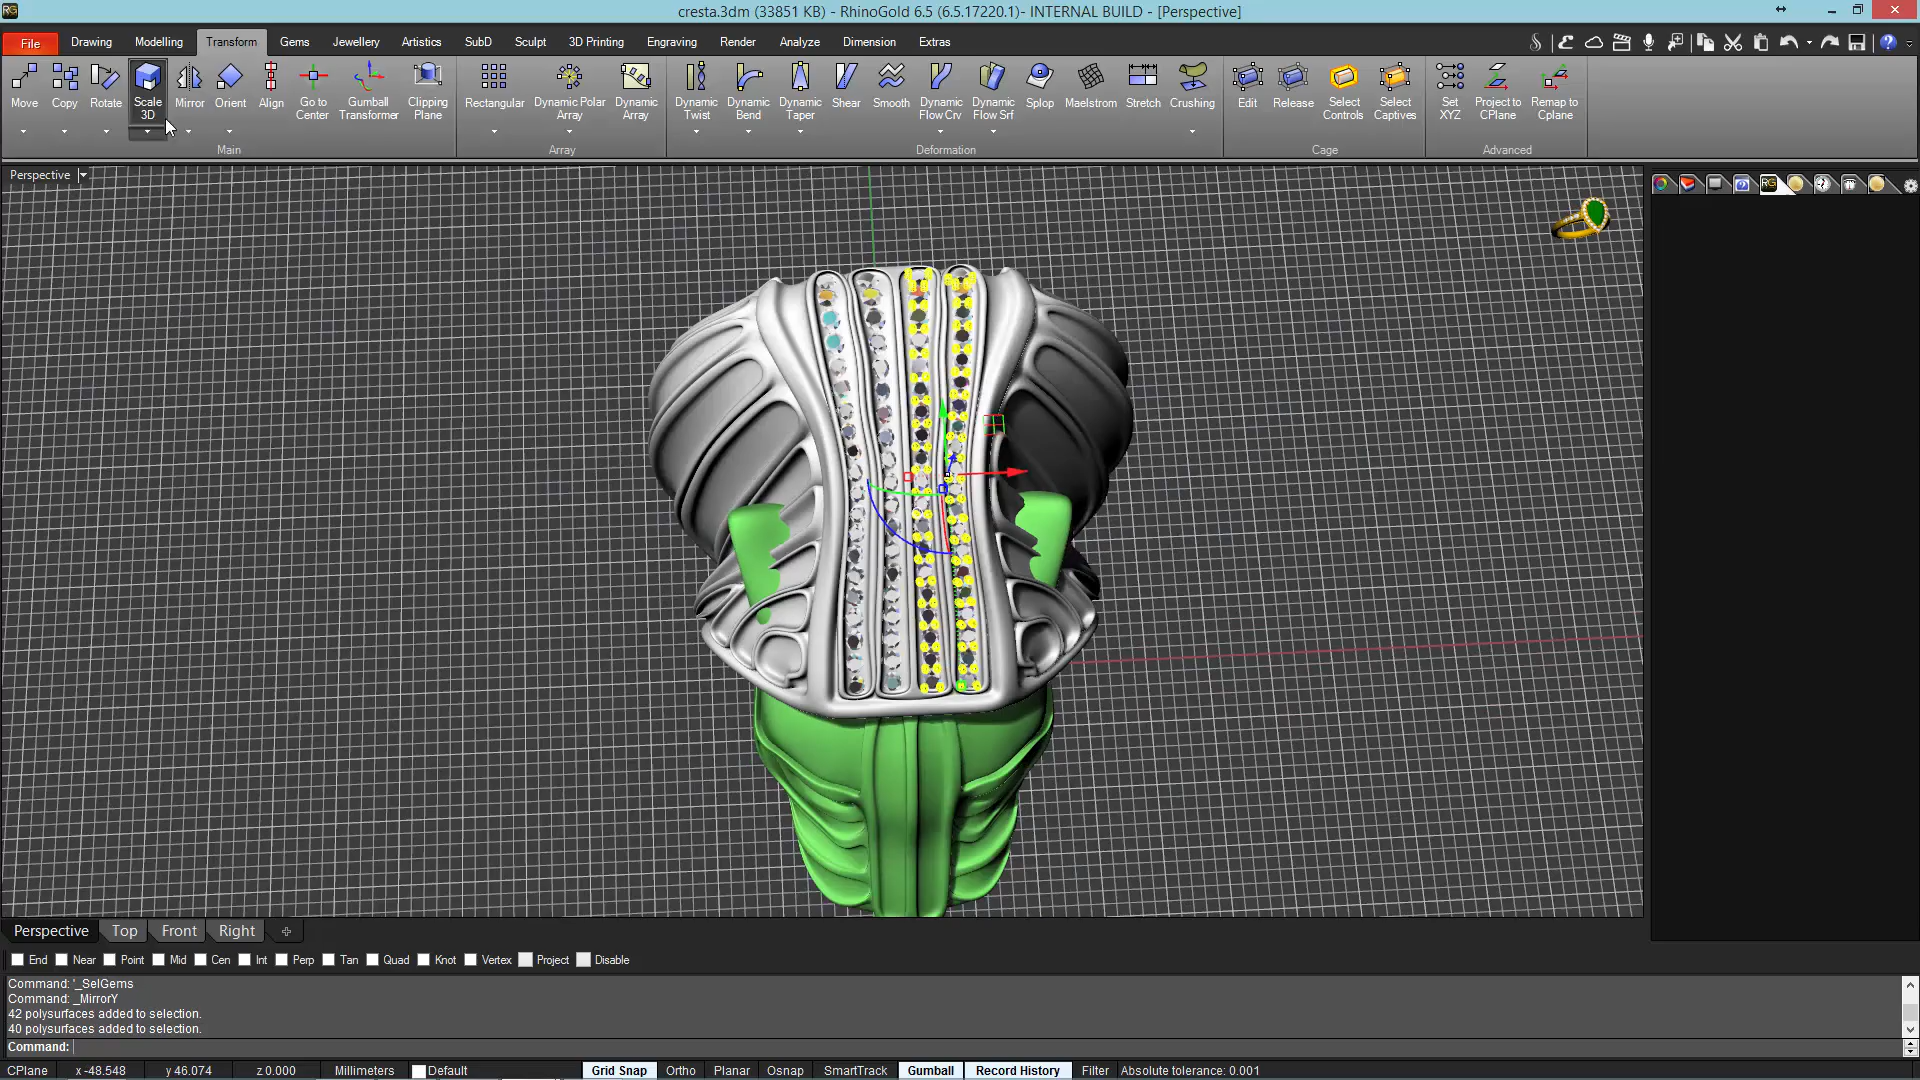 RG
cresta.3dm (33851 KB) - RhinoGold 6.5 (6.5.17220.1)- INTERNAL BUILD - [Perspective]
File Drawing Modelling Transform Gems Jewellery Artistics SubD Sculpt 3D Printing Engraving Render Analyze Dimension Extras
Move Copy Rotate Scale 3D Mirror Orient Align Go to Center Gumball Transformer Clipping Plane Rectangular Dynamic Polar Array Dynamic Array Dynamic Twist Dynamic Bend Dynamic Taper Shear Smooth Dynamic Flow Crv Dynamic Flow Srf Splop Maelstrom Stretch Crushing Edit Release Select Controls Select Captives Set XYZ Project to CPlane Remap to Cplane
Main Array Deformation Cage Advanced
Perspective
RG
Perspective Top Front Right
End Near Point Mid Cen Int Perp Tan Quad Knot Vertex Project Disable
Command: '_SelGems
Command: _MirrorY
42 polysurfaces added to selection.
40 polysurfaces added to selection.
Command:
CPlane x -48.548 y 46.074 z 0.000 Millimeters Default Grid Snap Ortho Planar Osnap SmartTrack Gumball Record History Filter Absolute tolerance: 0.001